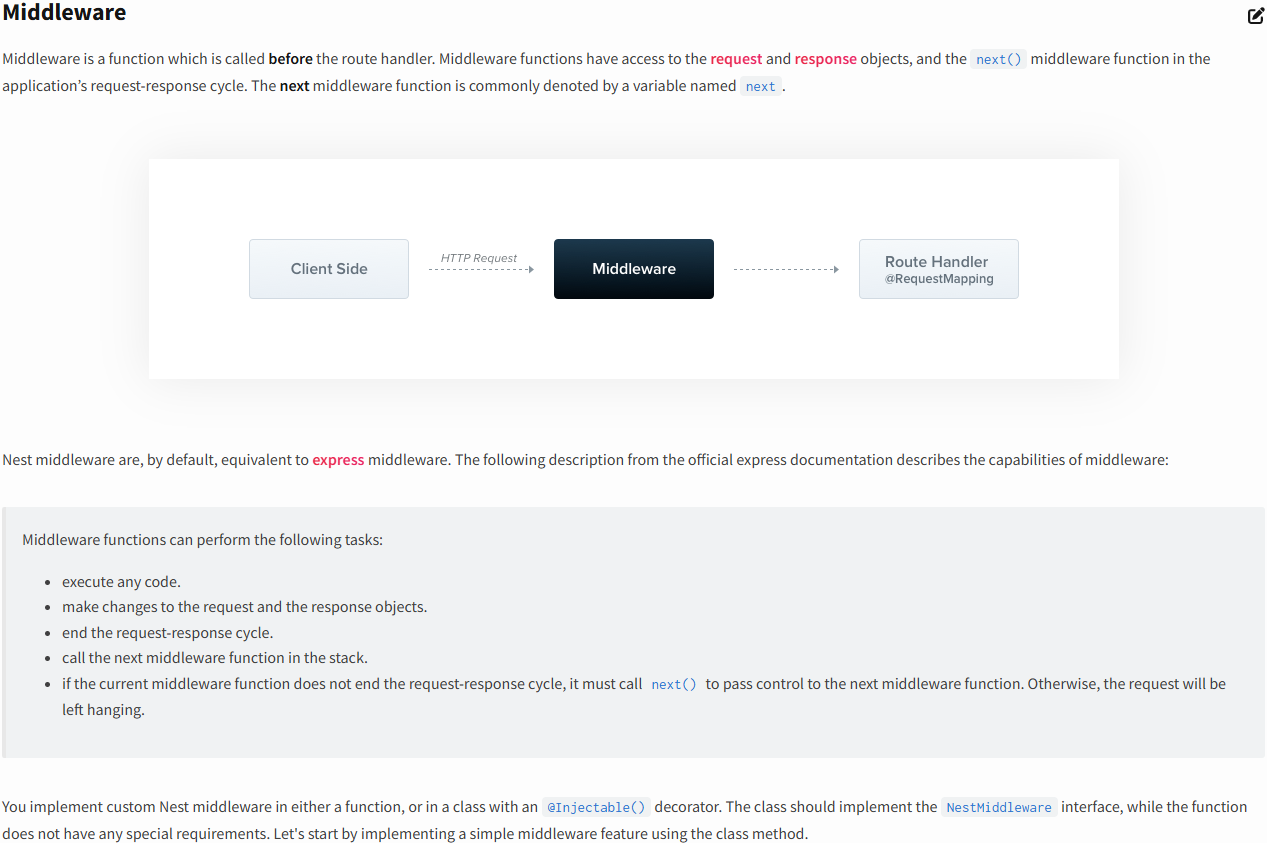 Middleware
Middleware is a function which is called before the route handler. Middleware functions have access to the request and response objects, and the next() middleware function in the
application’s request-response cycle. The next middleware function is commonly denoted by a variable named next .
Client Side
HTTP Request
Middleware
Route Handler
@RequestMapping
Nest middleware are, by default, equivalent to express middleware. The following description from the official express documentation describes the capabilities of middleware:
Middleware functions can perform the following tasks:
• execute any code.
• make changes to the request and the response objects.
• end the request-response cycle.
• call the next middleware function in the stack.
• if the current middleware function does not end the request-response cycle, it must call next() to pass control to the next middleware function. Otherwise, the request will be
left hanging.
You implement custom Nest middleware in either a function, or in a class with an @Injectable() decorator. The class should implement the NestMiddleware interface, while the function
does not have any special requirements. Let's start by implementing a simple middleware feature using the class method.